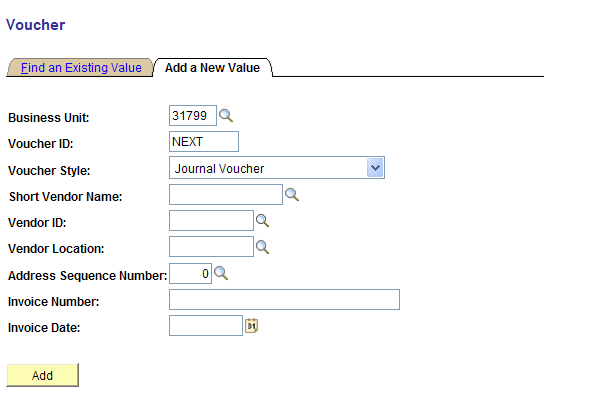 Voucher
Find an Existing Value Add a New Value
Business Unit: 31799
Voucher ID: NEXT
Voucher Style: Journal Voucher
Short Vendor Name:
Vendor ID:
Vendor Location:
Address Sequence Number: 0
Invoice Number:
Invoice Date: 31
Add